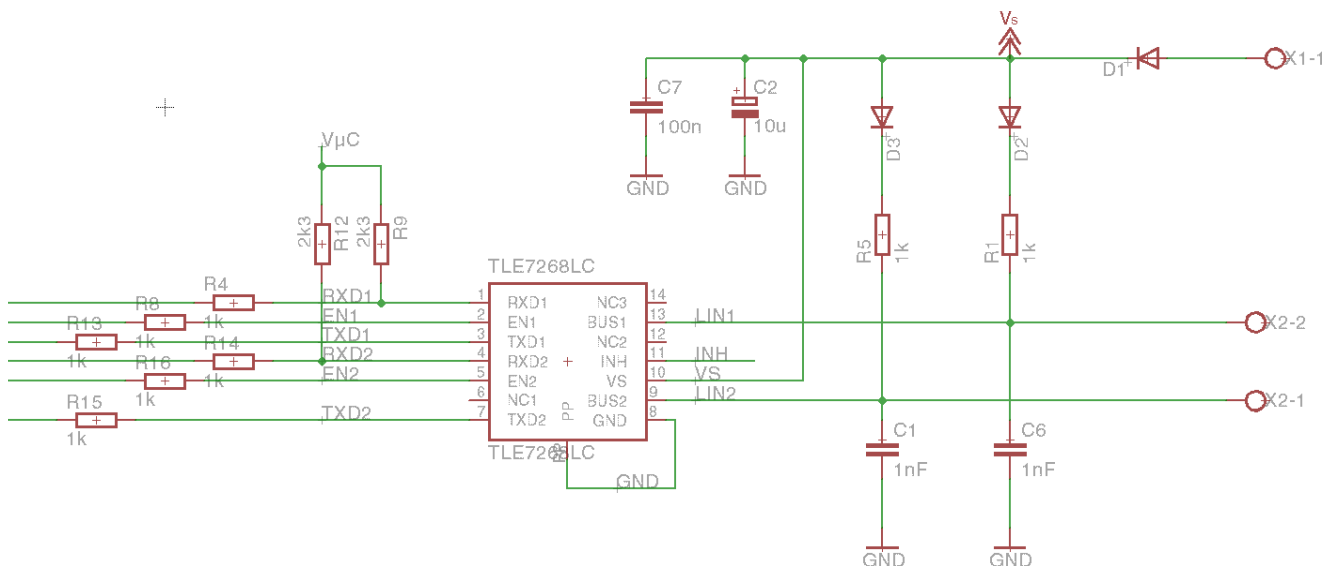 Vs
D1
X1-1
C7
100n
C2
10u
GND
GND
D3
D2
VµC
2k3
R12
2k3
R9
R5
1k
R1
1k
TLE7268LC
R4
RXD1
1
RXD1
NC3
14
R8
1k
EN1
2
EN1
BUS1
13
LIN1
X2-2
R13
1k
TXD1
3
TXD1
NC2
12
R14
1k
RXD2
4
RXD2
INH
11
INH
R16
1k
EN2
5
EN2
VS
10
VS
6
NC1
BUS2
9
LIN2
X2-1
R15
1k
TXD2
7
TXD2
PP
GND
8
TLE7268LC
GND
C1
1nF
C6
1nF
GND
GND